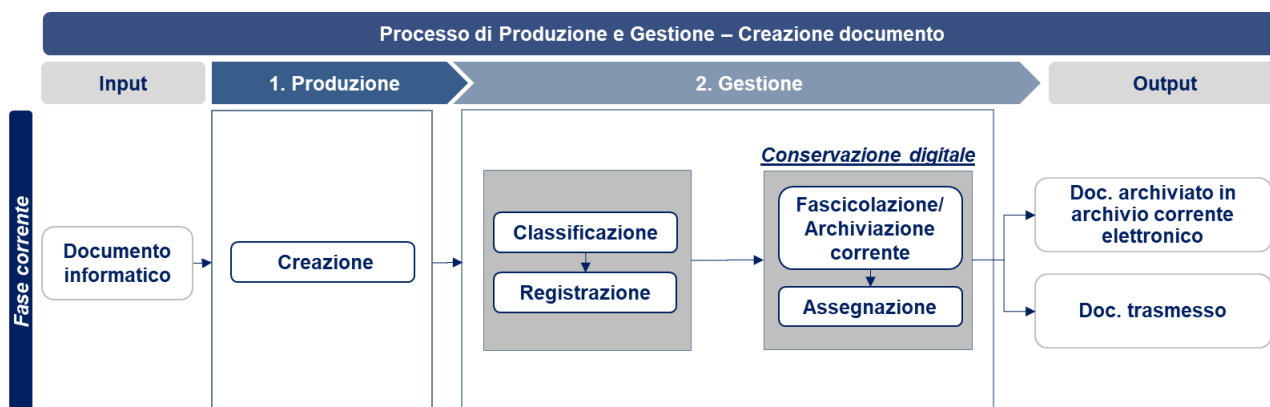 Processo di Produzione e Gestione – Creazione documento
Input
1. Produzione
2. Gestione
Output
Fase corrente
Documento
informatico
Creazione
Classificazione
Registrazione
Conservazione digitale
Fascicolazione/
Archiviazione
corrente
Assegnazione
Doc. archiviato in
archivio corrente
elettronico
Doc. trasmesso